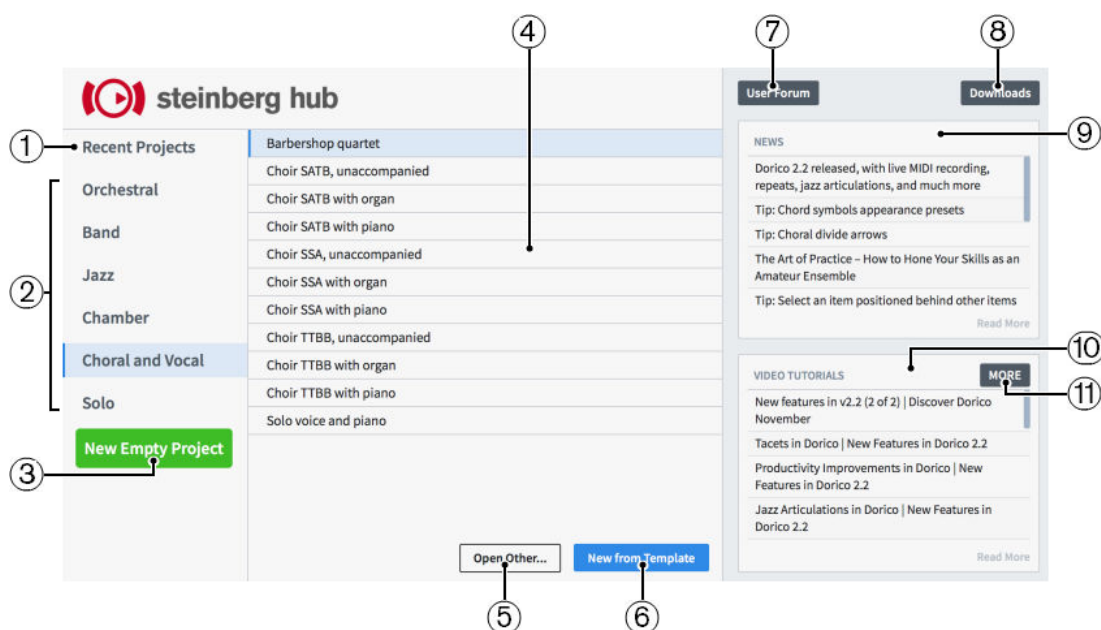 ④
⑦
⑧
steinberg hub
User Forum
Downloads
①
Recent Projects
②
Orchestral
Band
Jazz
Chamber
Choral and Vocal
Solo
③
New Empty Project
Barbershop quartet
Choir SATB, unaccompanied
Choir SATB with organ
Choir SATB with piano
Choir SSA, unaccompanied
Choir SSA with organ
Choir SSA with piano
Choir TTBB, unaccompanied
Choir TTBB with organ
Choir TTBB with piano
Solo voice and piano
Open Other...
New from Template
⑤
⑥
⑨
NEWS
Dorico 2.2 released, with live MIDI recording,
repeats, jazz articulations, and much more
Tip: Chord symbols appearance presets
Tip: Choral divide arrows
The Art of Practice – How to Hone Your Skills as an
Amateur Ensemble
Tip: Select an item positioned behind other items
Read More
⑩
VIDEO TUTORIALS
MORE
⑪
New features in v2.2 (2 of 2) | Discover Dorico
November
Tacets in Dorico | New Features in Dorico 2.2
Productivity Improvements in Dorico | New
Features in Dorico 2.2
Jazz Articulations in Dorico | New Features in
Dorico 2.2
Read More